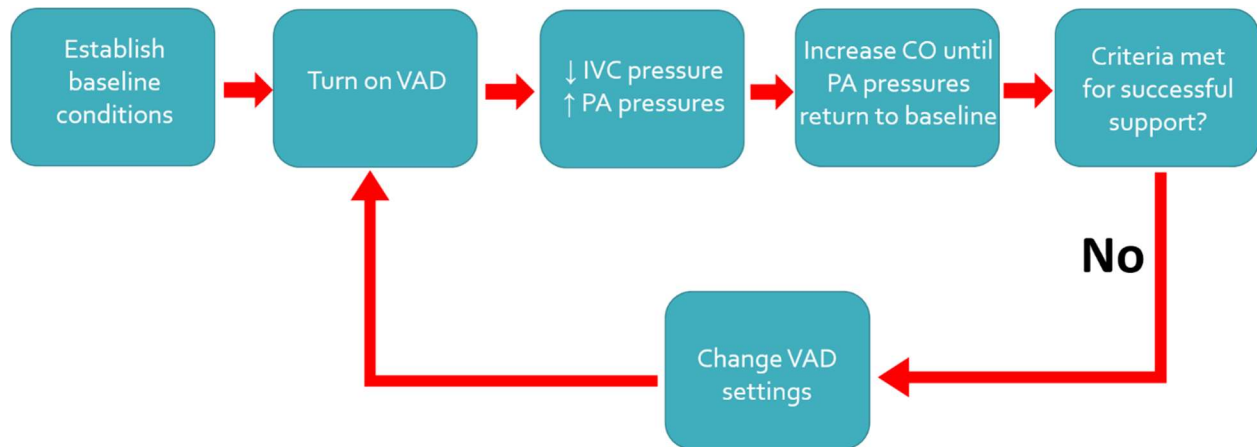 Establish
baseline
conditions
Turn on VAD
↓ IVC pressure
↑ PA pressures
Increase CO until
PA pressures
return to baseline
Criteria met
for successful
support?
No
Change VAD
settings